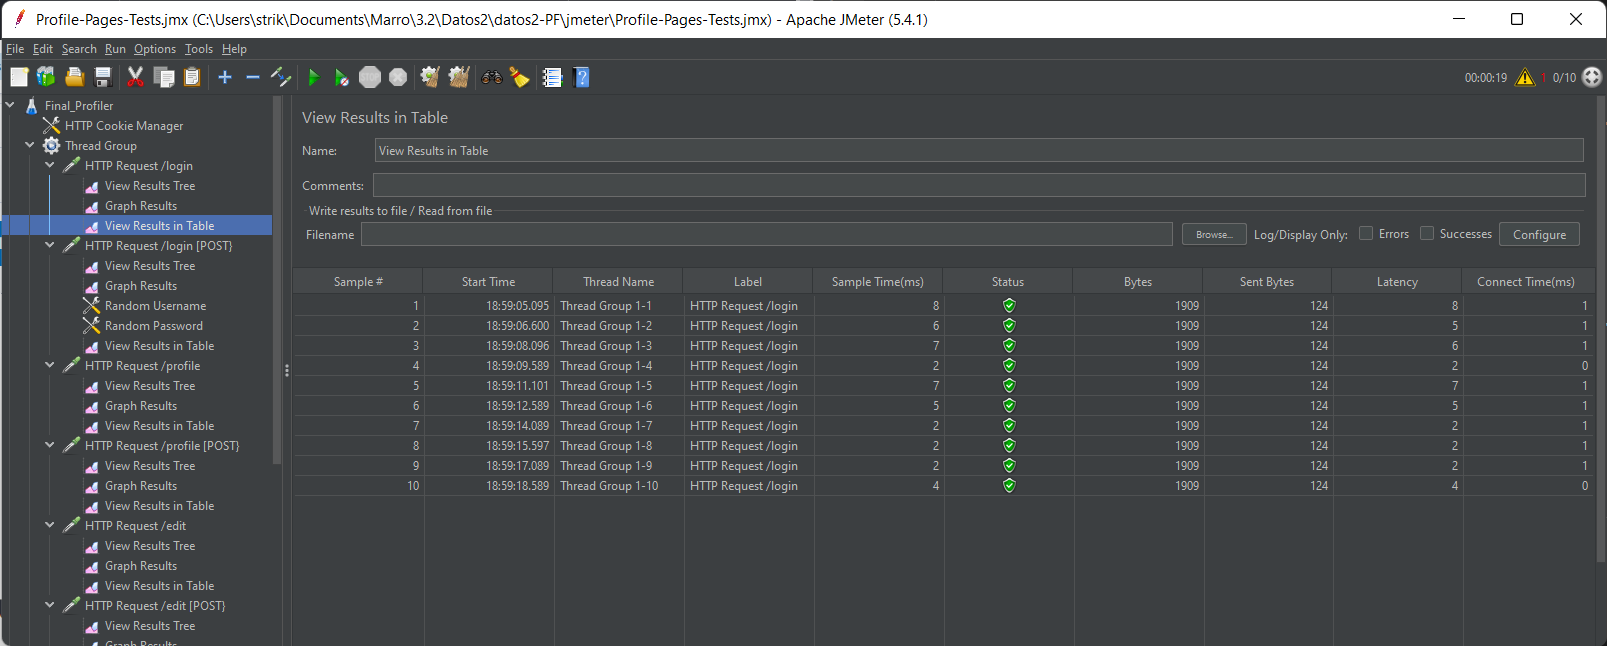 Profile-Pages-Tests.jmx (C:\Users\strik\Documents\Marro\3.2\Datos2\datos2-PF\jmeter\Profile-Pages-Tests.jmx) - Apache JMeter (5.4.1)
File Edit Search Run Options Tools Help
STOP 00:00:19 1 0/10
Final_Profiler
HTTP Cookie Manager
Thread Group
HTTP Request /login
View Results Tree
Graph Results
View Results in Table
HTTP Request /login [POST}
View Results Tree
Graph Results
Random Username
Random Password
View Results in Table
HTTP Request /profile
View Results Tree
Graph Results
View Results in Table
HTTP Request /profile [POST}
View Results Tree
Graph Results
View Results in Table
HTTP Request /edit
View Results Tree
Graph Results
View Results in Table
HTTP Request /edit [POST}
View Results Tree
Graph Results
View Results in Table
Name: View Results in Table
Comments:
Write results to file / Read from file
Filename Browse... Log/Display Only: Errors Successes Configure
Sample # Start Time Thread Name Label Sample Time(ms) Status Bytes Sent Bytes Latency Connect Time(ms)
1 18:59:05.095 Thread Group 1-1 HTTP Request /login 8 1909 124 8 1
2 18:59:06.600 Thread Group 1-2 HTTP Request /login 6 1909 124 5 1
3 18:59:08.096 Thread Group 1-3 HTTP Request /login 7 1909 124 6 1
4 18:59:09.589 Thread Group 1-4 HTTP Request /login 2 1909 124 2 0
5 18:59:11.101 Thread Group 1-5 HTTP Request /login 7 1909 124 7 1
6 18:59:12.589 Thread Group 1-6 HTTP Request /login 5 1909 124 5 1
7 18:59:14.089 Thread Group 1-7 HTTP Request /login 2 1909 124 2 1
8 18:59:15.597 Thread Group 1-8 HTTP Request /login 2 1909 124 2 1
9 18:59:17.089 Thread Group 1-9 HTTP Request /login 2 1909 124 2 1
10 18:59:18.589 Thread Group 1-10 HTTP Request /login 4 1909 124 4 0